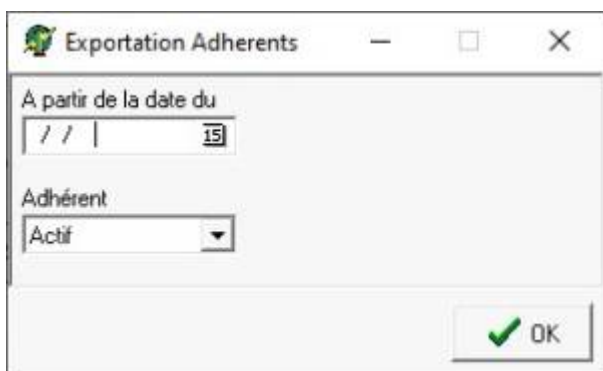 Exportation Adherents
A partir de la date du
/ /
15
Adhérent
Actif
OK